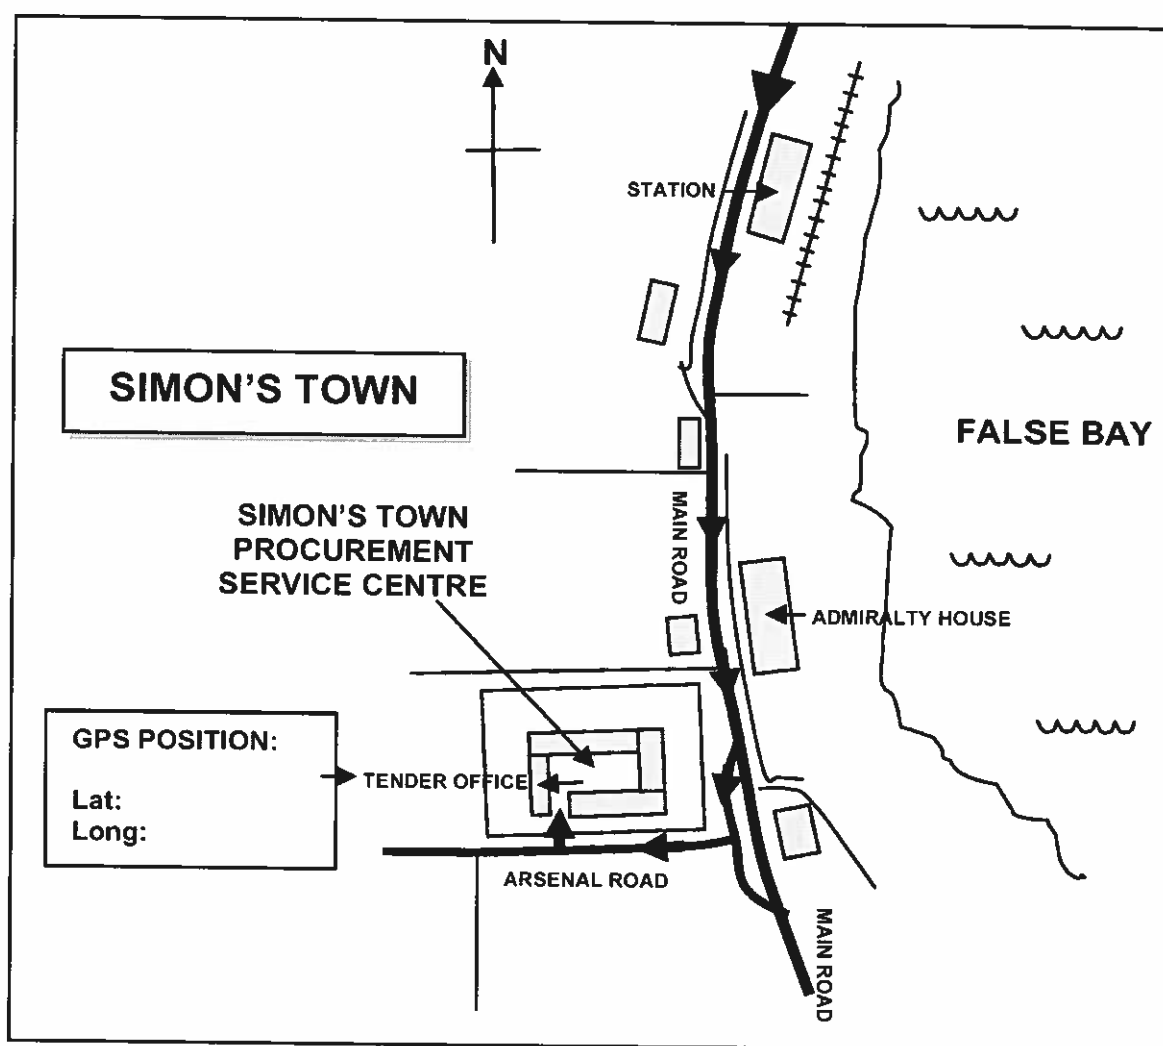 N
STATION
SIMON'S TOWN
FALSE BAY
SIMON'S TOWN
PROCUREMENT
SERVICE CENTRE
MAIN ROAD
ADMIRALTY HOUSE
GPS POSITION:
Lat:
Long:
TENDER OFFICE
ARSENAL ROAD
MAIN ROAD